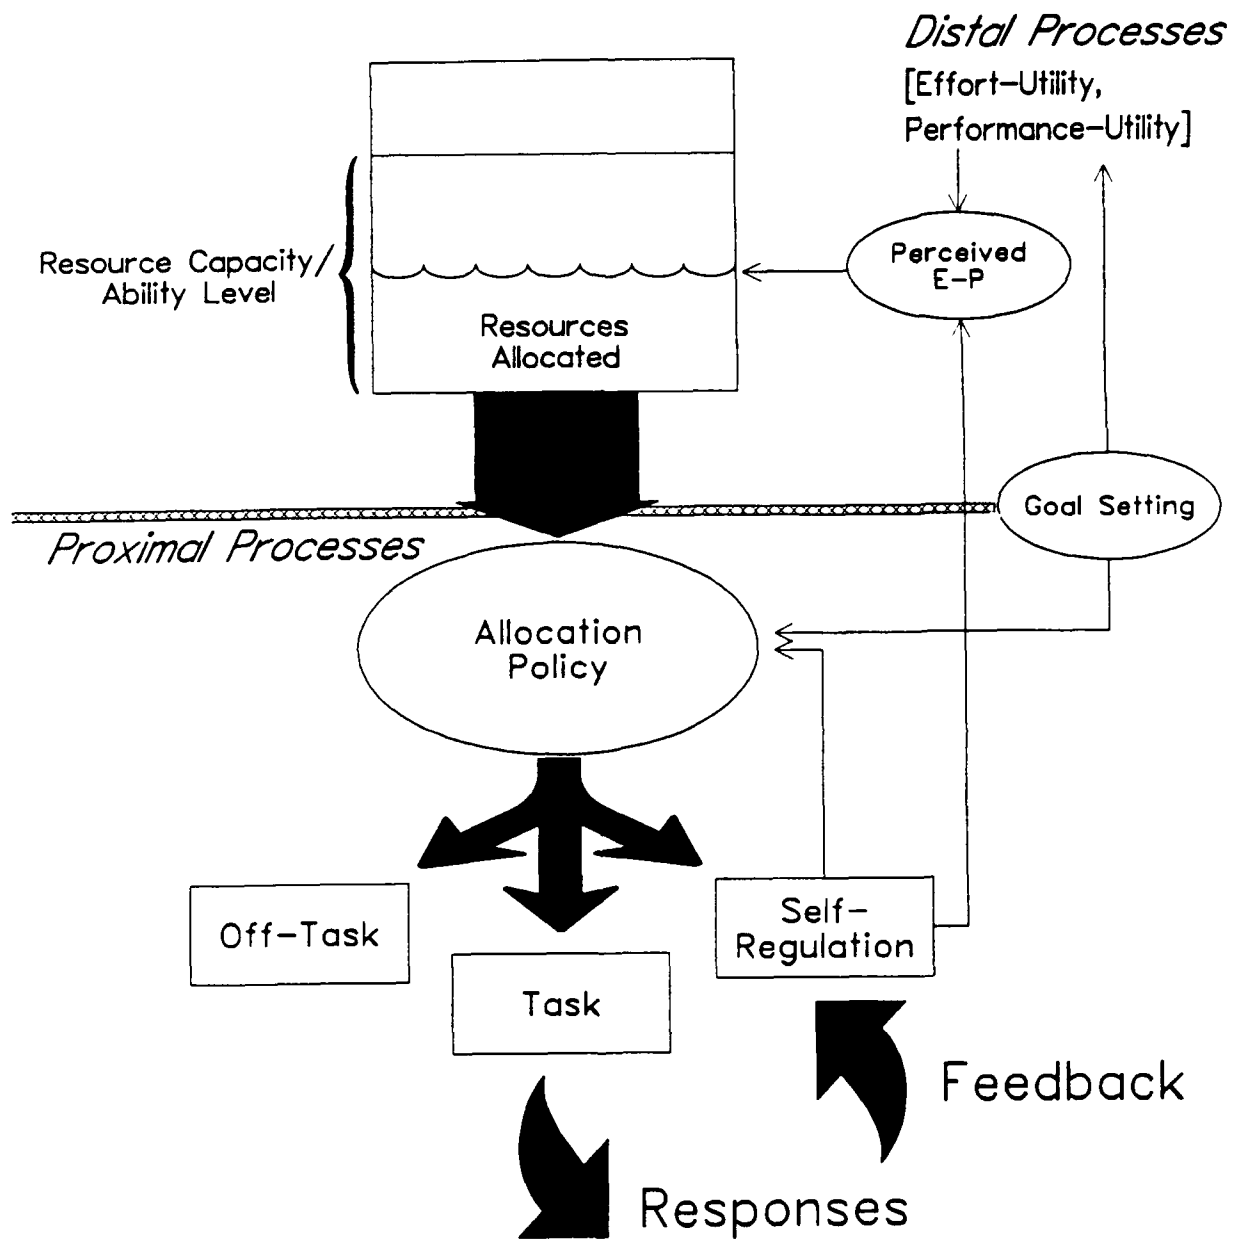 Distal Processes
[Effort-Utility,
Performance-Utility]
Perceived
E-P
Resource Capacity/
Ability Level
Resources
Allocated
Goal Setting
Proximal Processes
Allocation
Policy
Off-Task
Task
Self-
Regulation
Feedback
Responses